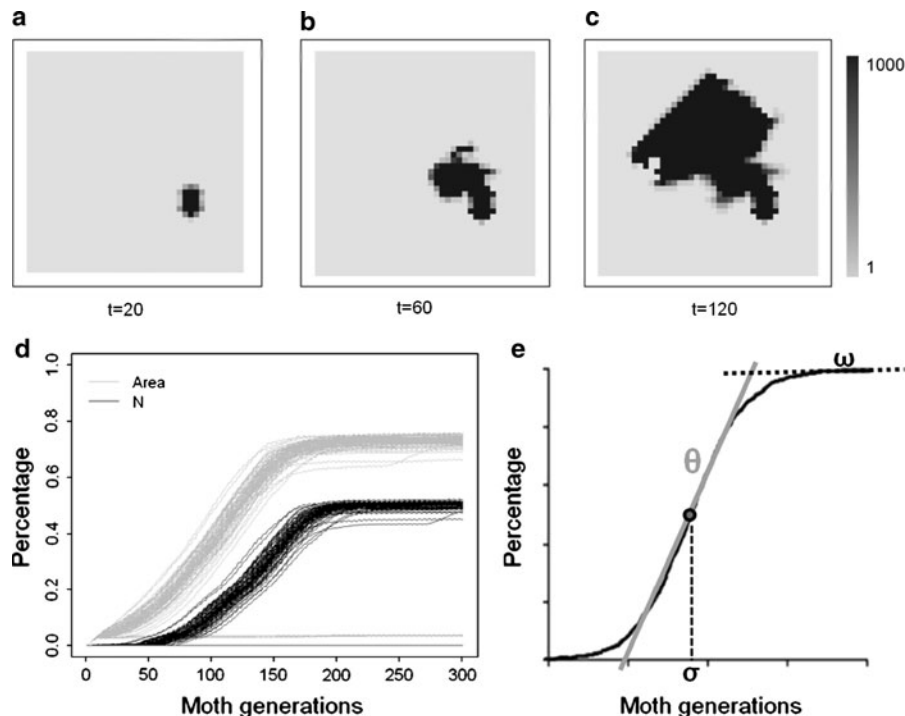 a
b
c
1000
1
t=20
t=60
t=120
d
1.0
0.8
0.6
0.4
0.2
0.0
Percentage
Area
N
0
50
100
150
200
250
300
Moth generations
e
Percentage
ω
θ
σ
Moth generations